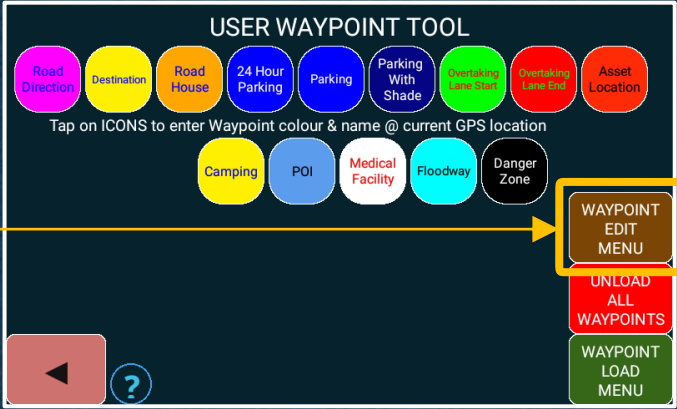 USER WAYPOINT TOOL
Road
Direction
Destination
Road
House
24 Hour
Parking
Parking
Parking
With
Shade
Overtaking
Lane Start
Overtaking
Lane End
Asset
Location
Tap on ICONS to enter Waypoint colour & name @ current GPS location
Camping
POI
Medical
Facility
Floodway
Danger
Zone
WAYPOINT
EDIT
MENU
UNLOAD
ALL
WAYPOINTS
WAYPOINT
LOAD
MENU
?